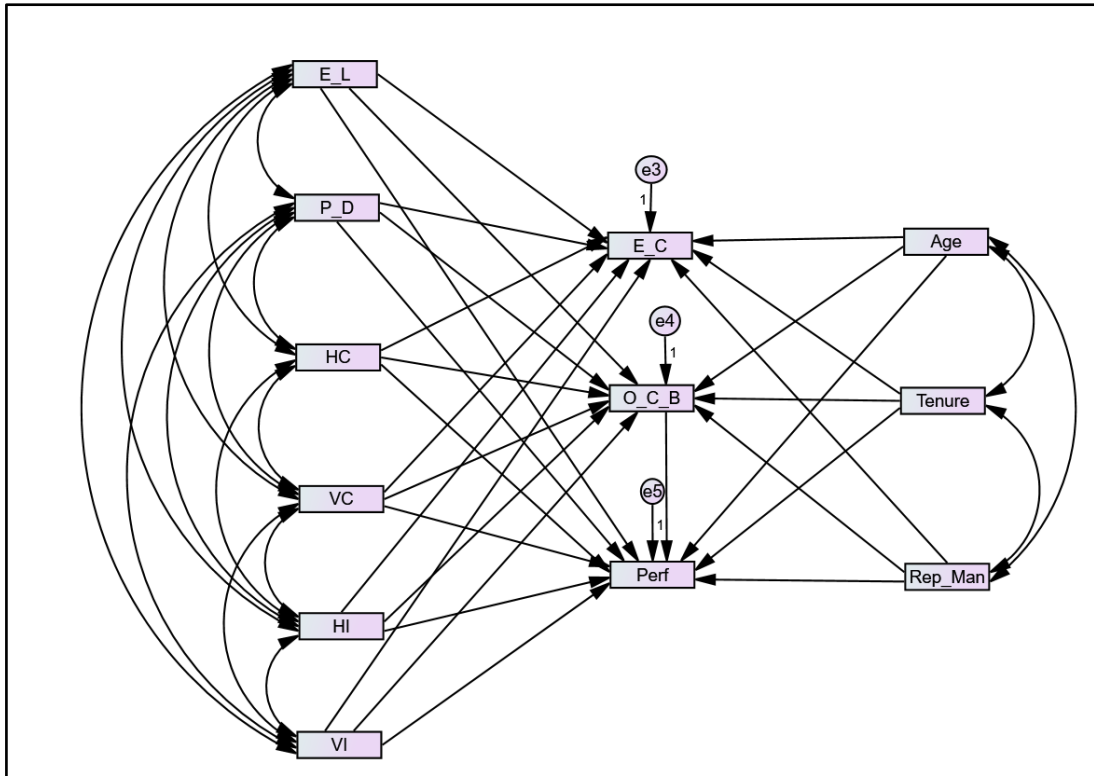 E_L
e3
P_D
1
E_C
Age
e4
HC
1
O_C_B
Tenure
e5
VC
1
Perf
Rep_Man
HI
VI